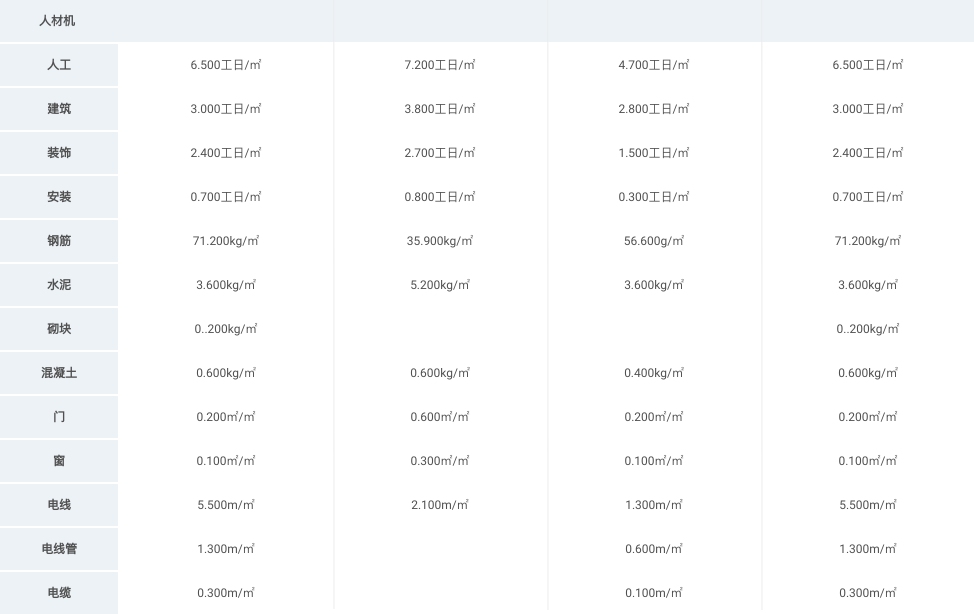 人材机
人工 6.500工日/㎡ 7.200工日/㎡ 4.700工日/㎡ 6.500工日/㎡
建筑 3.000工日/㎡ 3.800工日/㎡ 2.800工日/㎡ 3.000工日/㎡
装饰 2.400工日/㎡ 2.700工日/㎡ 1.500工日/㎡ 2.400工日/㎡
安装 0.700工日/㎡ 0.800工日/㎡ 0.300工日/㎡ 0.700工日/㎡
钢筋 71.200kg/㎡ 35.900kg/㎡ 56.600g/㎡ 71.200kg/㎡
水泥 3.600kg/㎡ 5.200kg/㎡ 3.600kg/㎡ 3.600kg/㎡
砌块 0..200kg/㎡ 0..200kg/㎡
混凝土 0.600kg/㎡ 0.600kg/㎡ 0.400kg/㎡ 0.600kg/㎡
门 0.200㎡/㎡ 0.600㎡/㎡ 0.200㎡/㎡ 0.200㎡/㎡
窗 0.100㎡/㎡ 0.300㎡/㎡ 0.100㎡/㎡ 0.100㎡/㎡
电线 5.500m/㎡ 2.100m/㎡ 1.300m/㎡ 5.500m/㎡
电线管 1.300m/㎡ 0.600m/㎡ 1.300m/㎡
电缆 0.300m/㎡ 0.100m/㎡ 0.300m/㎡